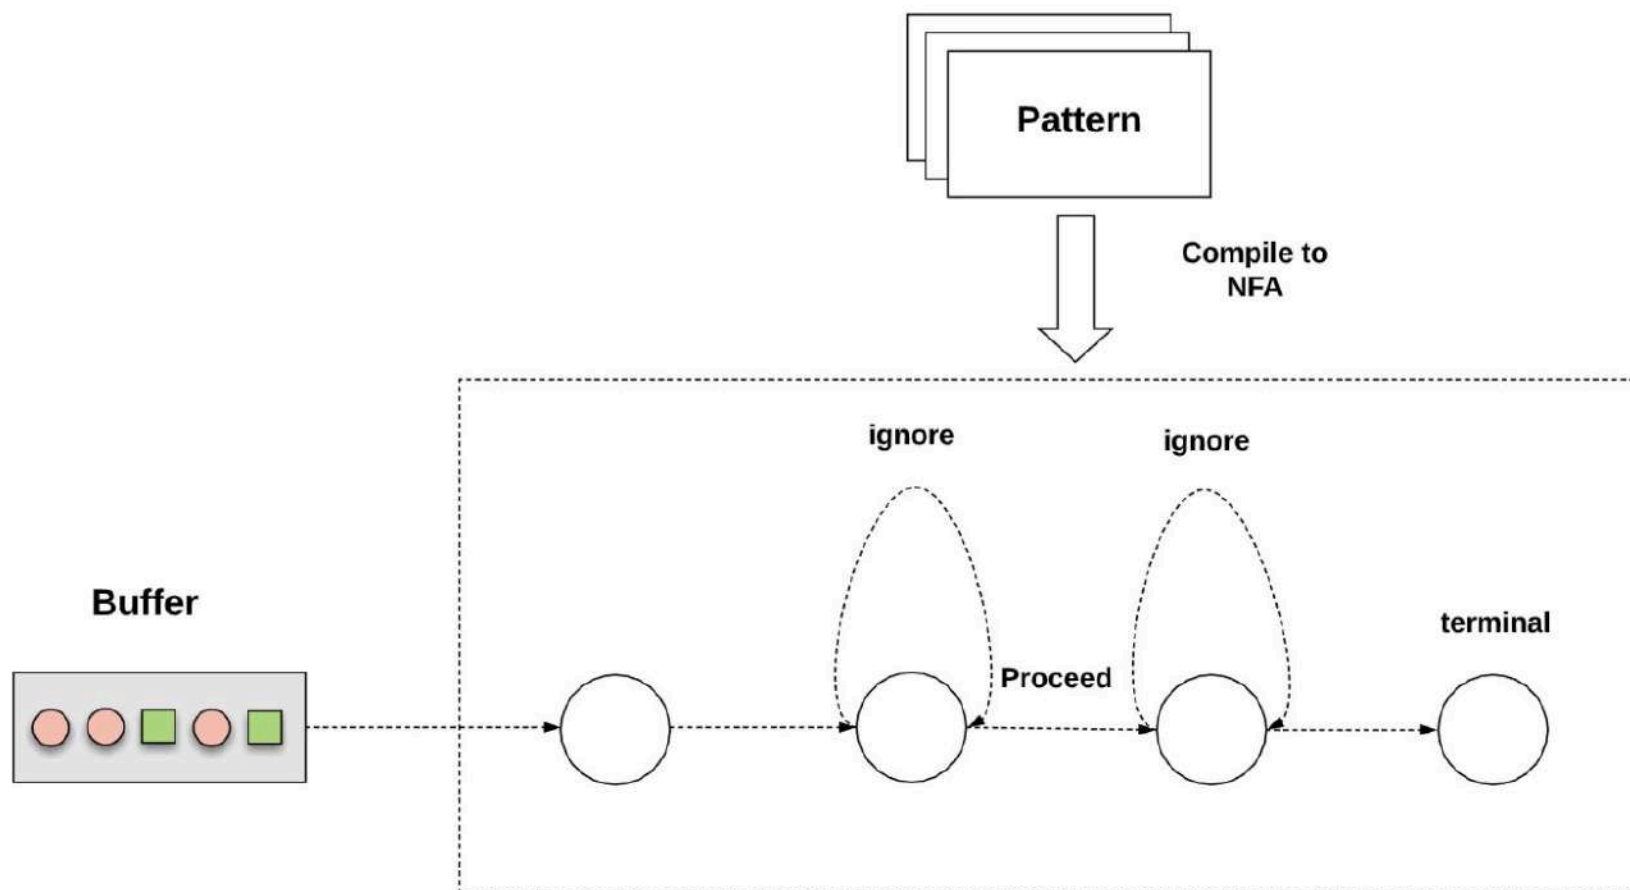 Pattern
Compile to
NFA
ignore
ignore
Buffer
terminal
Proceed